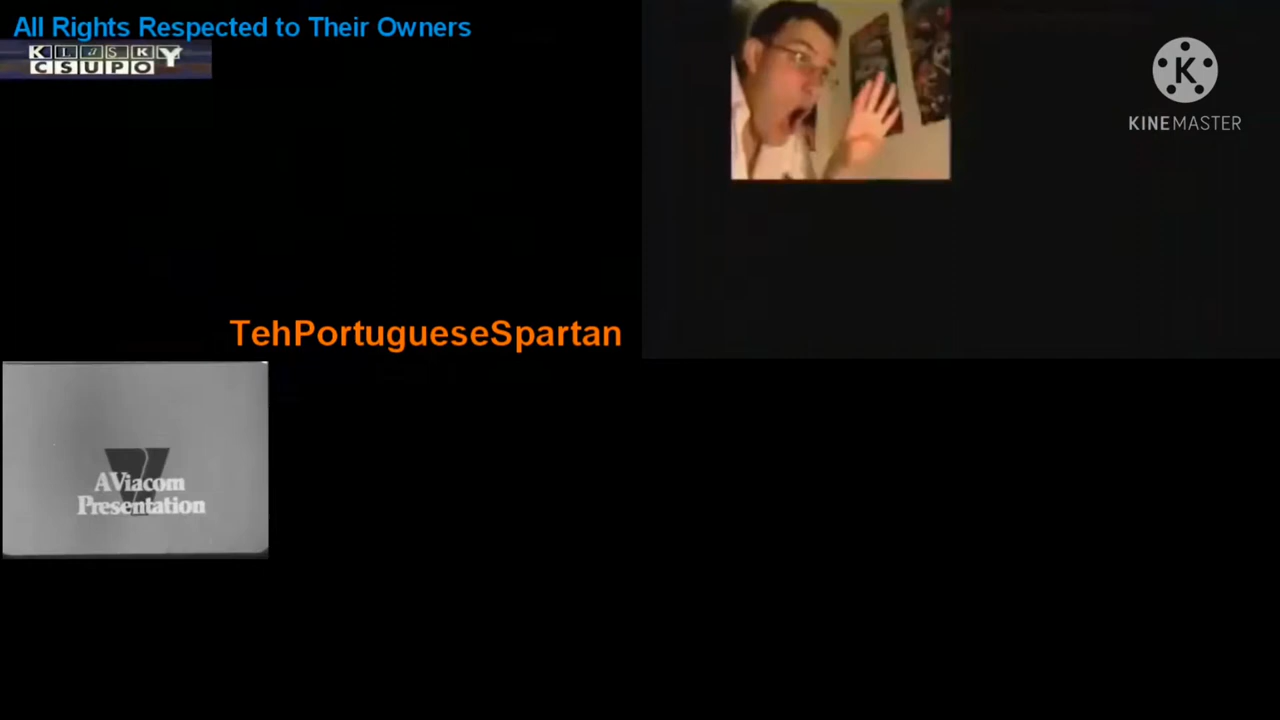 All Rights Respected to Their Owners
KLASKY
CSUPO
K
KINEMASTER
TehPortugueseSpartan
A Viacom
Presentation